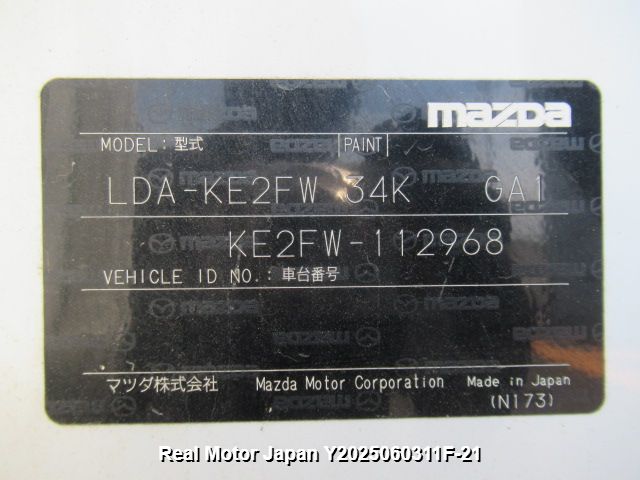 mazda
MODEL: 型式 PAINT
LDA-KE2FW 34K GA1
KE2FW-112968
VEHICLE ID NO.: 車台番号
マツダ株式会社 Mazda Motor Corporation Made in Japan
(N173)
Real Motor Japan Y2025060311F-21